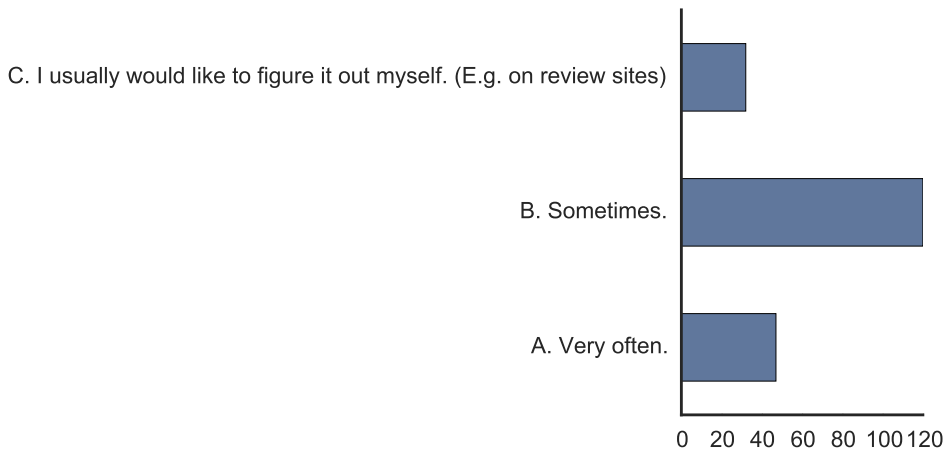 C. I usually would like to figure it out myself. (E.g. on review sites)
B. Sometimes.
A. Very often.
0 20 40 60 80 100 120